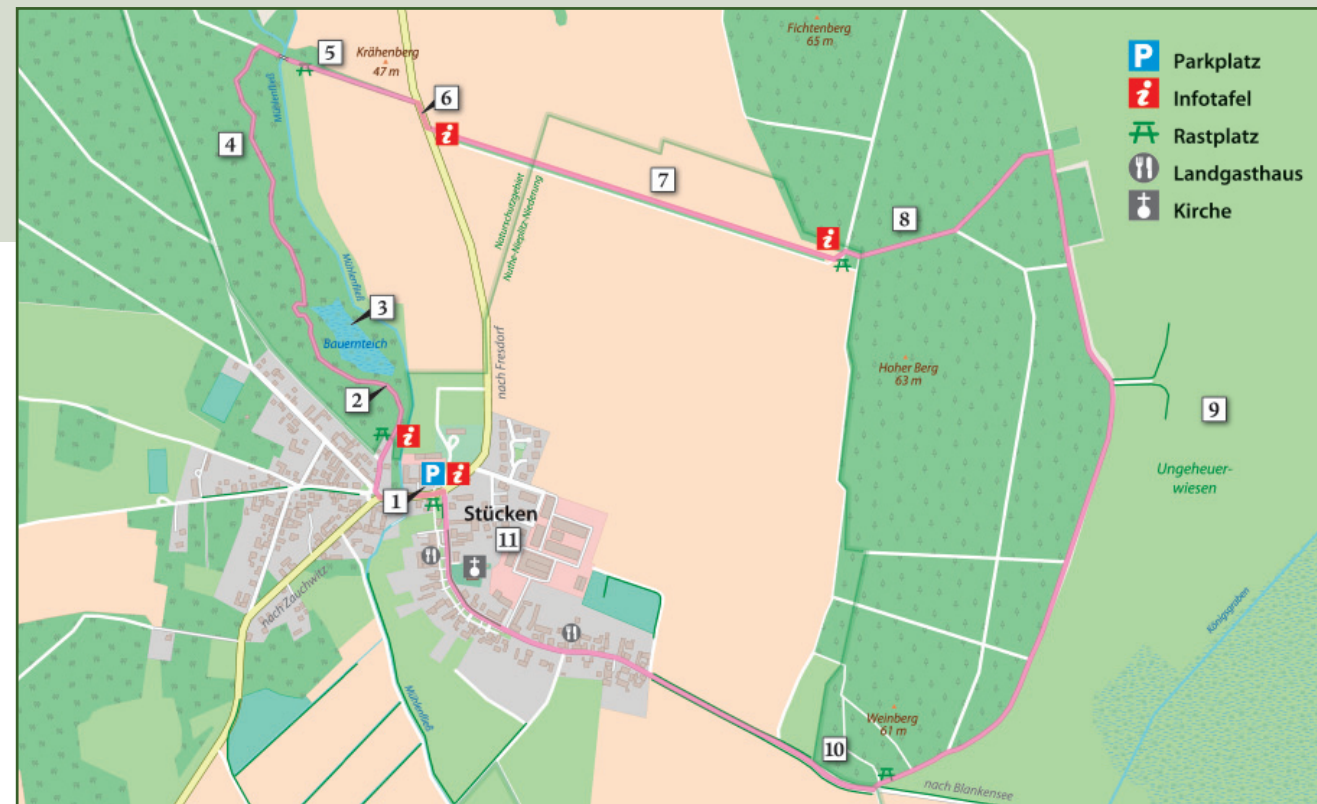 Fichtenberg
65 m
P Parkplatz
i Infotafel
Rastplatz
Landgasthaus
Kirche
5
Krähenberg
47 m
6
Mühlenfließ
4
7
Naturschutzgebiet
Nuthe-Nieplitz-Niederung
8
i
i
Mühlenfließ
3
Bauernteich
nach Fresdorf
Hoher Berg
63 m
2
9
Ungeheuer-
wiesen
i
P
i
1
Stücken
11
nach Zauchwitz
Königsgraben
Mühlenfließ
Weinberg
61 m
10
nach Blankensee